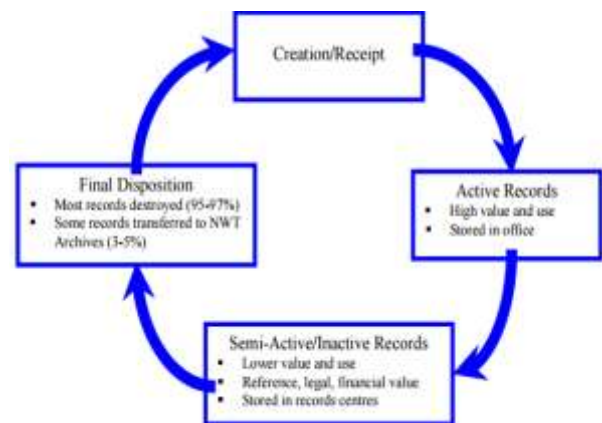 Creation/Receipt
Active Records
▪ High value and use
▪ Stored in office
Semi-Active/Inactive Records
▪ Lower value and use
▪ Reference, legal, financial value
▪ Stored in records centres
Final Disposition
▪ Most records destroyed (95-97%)
▪ Some records transferred to NWT
Archives (3-5%)